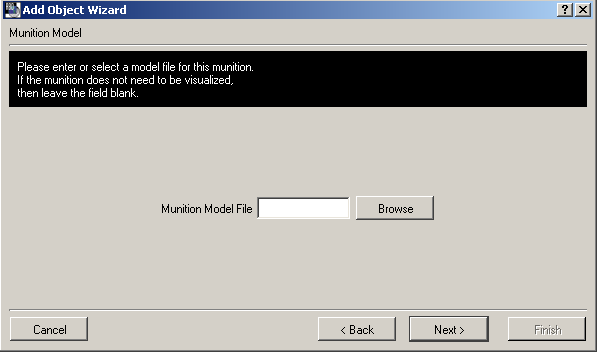 Add Object Wizard
Munition Model
Please enter or select a model file for this munition.
If the munition does not need to be visualized,
then leave the field blank.
Munition Model File
Browse
Cancel
< Back
Next >
Finish